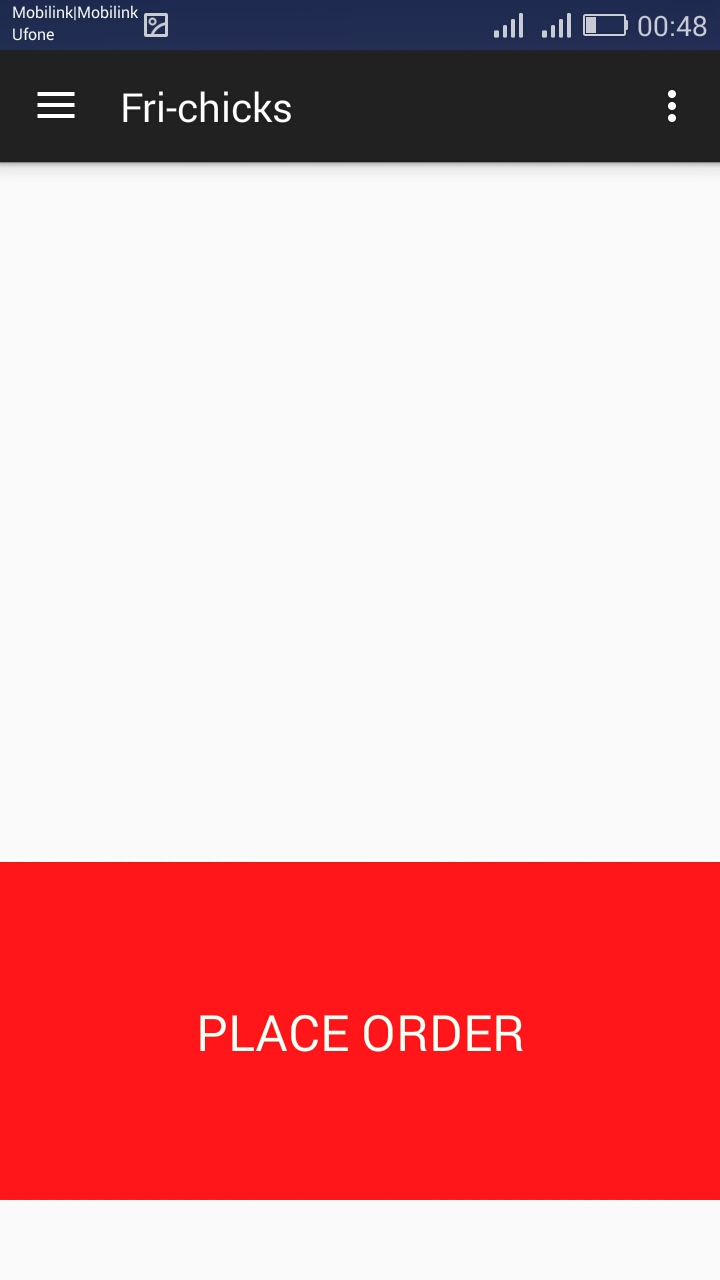 Mobilink|Mobilink
Ufone
00:48
Fri-chicks
PLACE ORDER